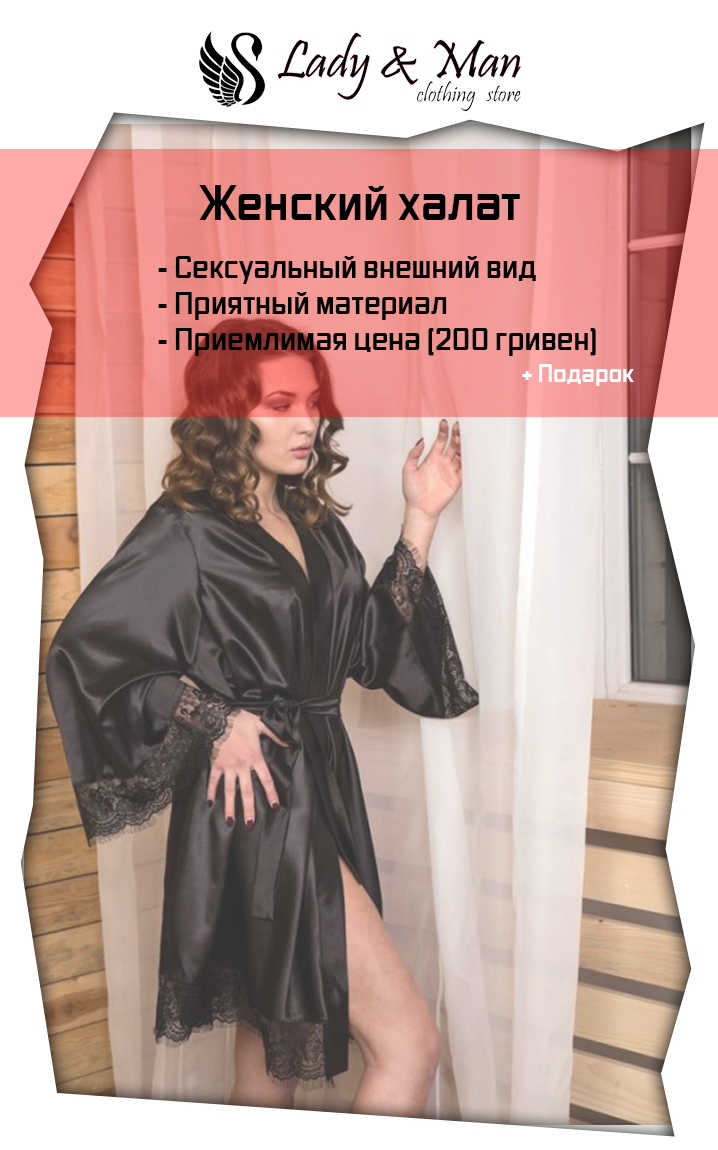 Lady & Man
clothing store
Женский халат
- Сексуальный внешний вид
- Приятный материал
- Приемлимая цена (200 гривен)
+ Подарок